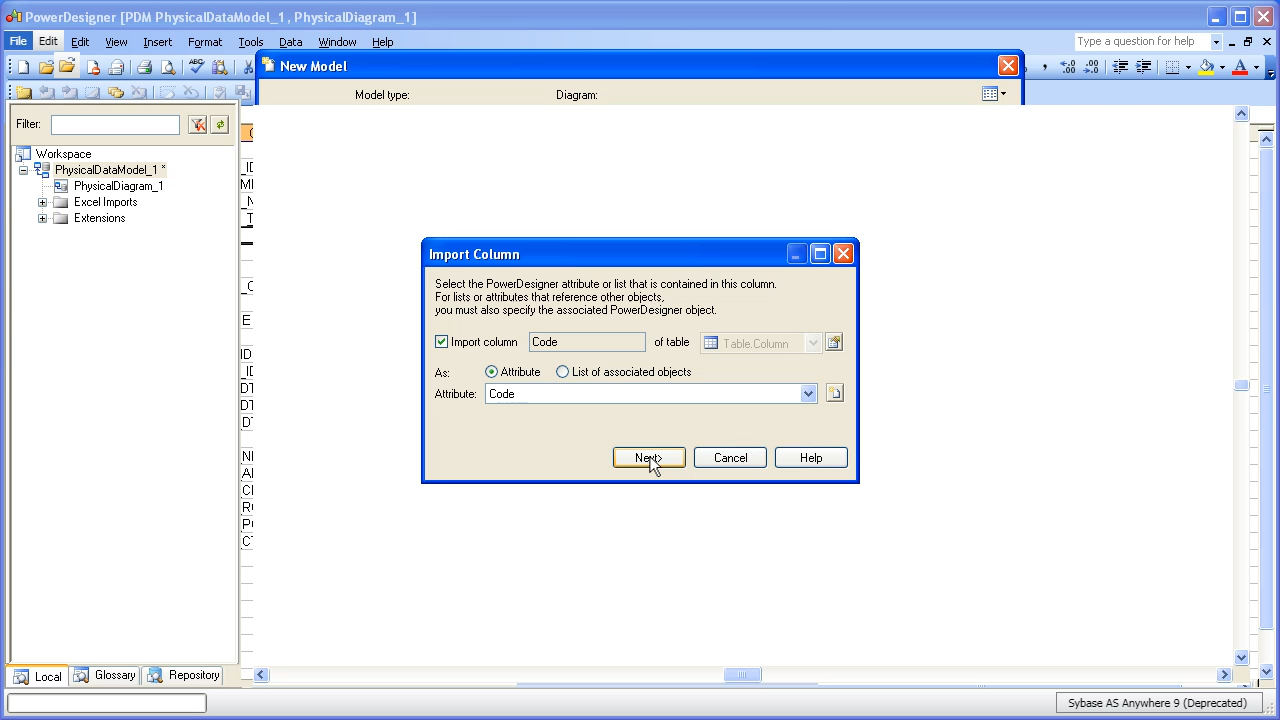 PowerDesigner [PDM PhysicalDataModel_1, PhysicalDiagram_1]
File Edit Edit View Insert Format Tools Data Window Help
Type a question for help
New Model
Model type: Diagram:
Filter:
Workspace
PhysicalDataModel_1 *
PhysicalDiagram_1
Excel Imports
Extensions
Import Column
Select the PowerDesigner attribute or list that is contained in this column.
For lists or attributes that reference other objects,
you must also specify the associated PowerDesigner object.
Import column Code of table Table.Column
As: Attribute List of associated objects
Attribute: Code
Next> Cancel Help
Local Glossary Repository
Sybase AS Anywhere 9 (Deprecated)